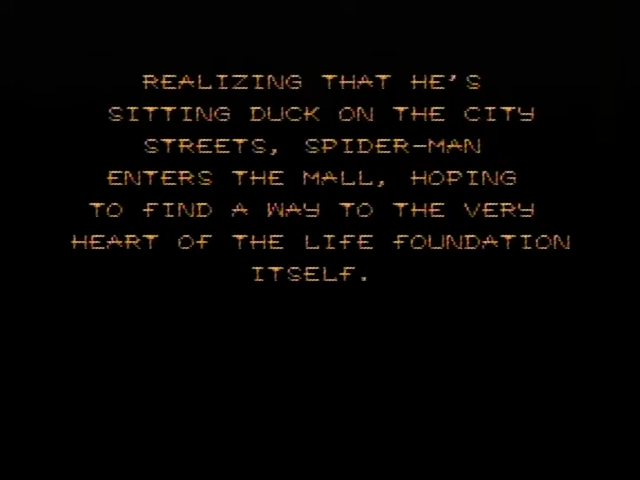 REALIZING THAT HE'S
SITTING DUCK ON THE CITY
STREETS, SPIDER-MAN
ENTERS THE MALL, HOPING
TO FIND A WAY TO THE VERY
HEART OF THE LIFE FOUNDATION
ITSELF.